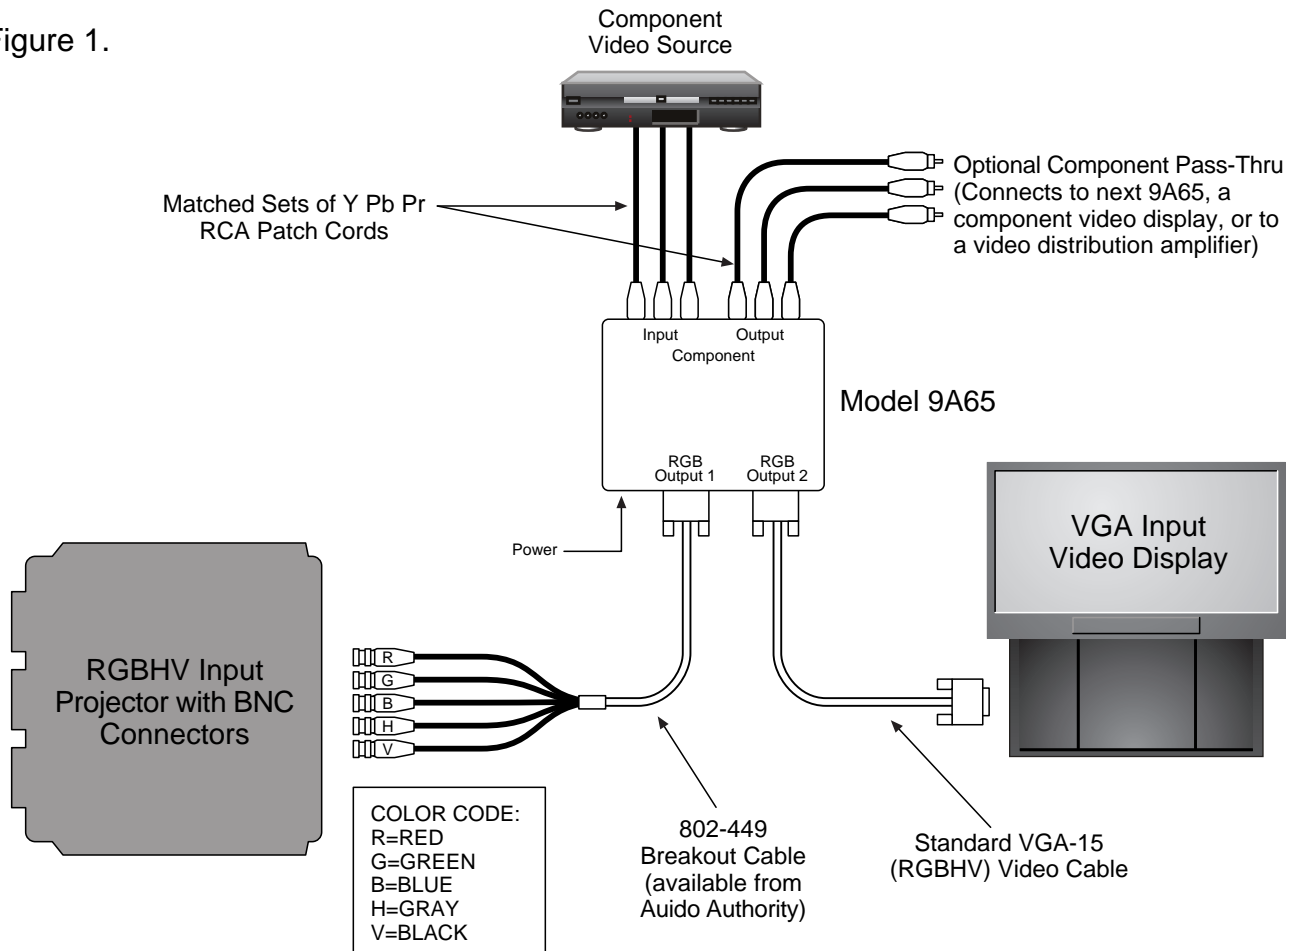 igure 1.
Component
Video Source
Optional Component Pass-Thru
(Connects to next 9A65, a
component video display, or to
a video distribution amplifier)
Matched Sets of Y Pb Pr
RCA Patch Cords
Input
Output
Component
Model 9A65
RGB
Output 1
RGB
Output 2
Power
VGA Input
Video Display
RGBHV Input
Projector with BNC
Connectors
R
G
B
H
V
COLOR CODE:
R=RED
G=GREEN
B=BLUE
H=GRAY
V=BLACK
802-449
Breakout Cable
(available from
Auido Authority)
Standard VGA-15
(RGBHV) Video Cable